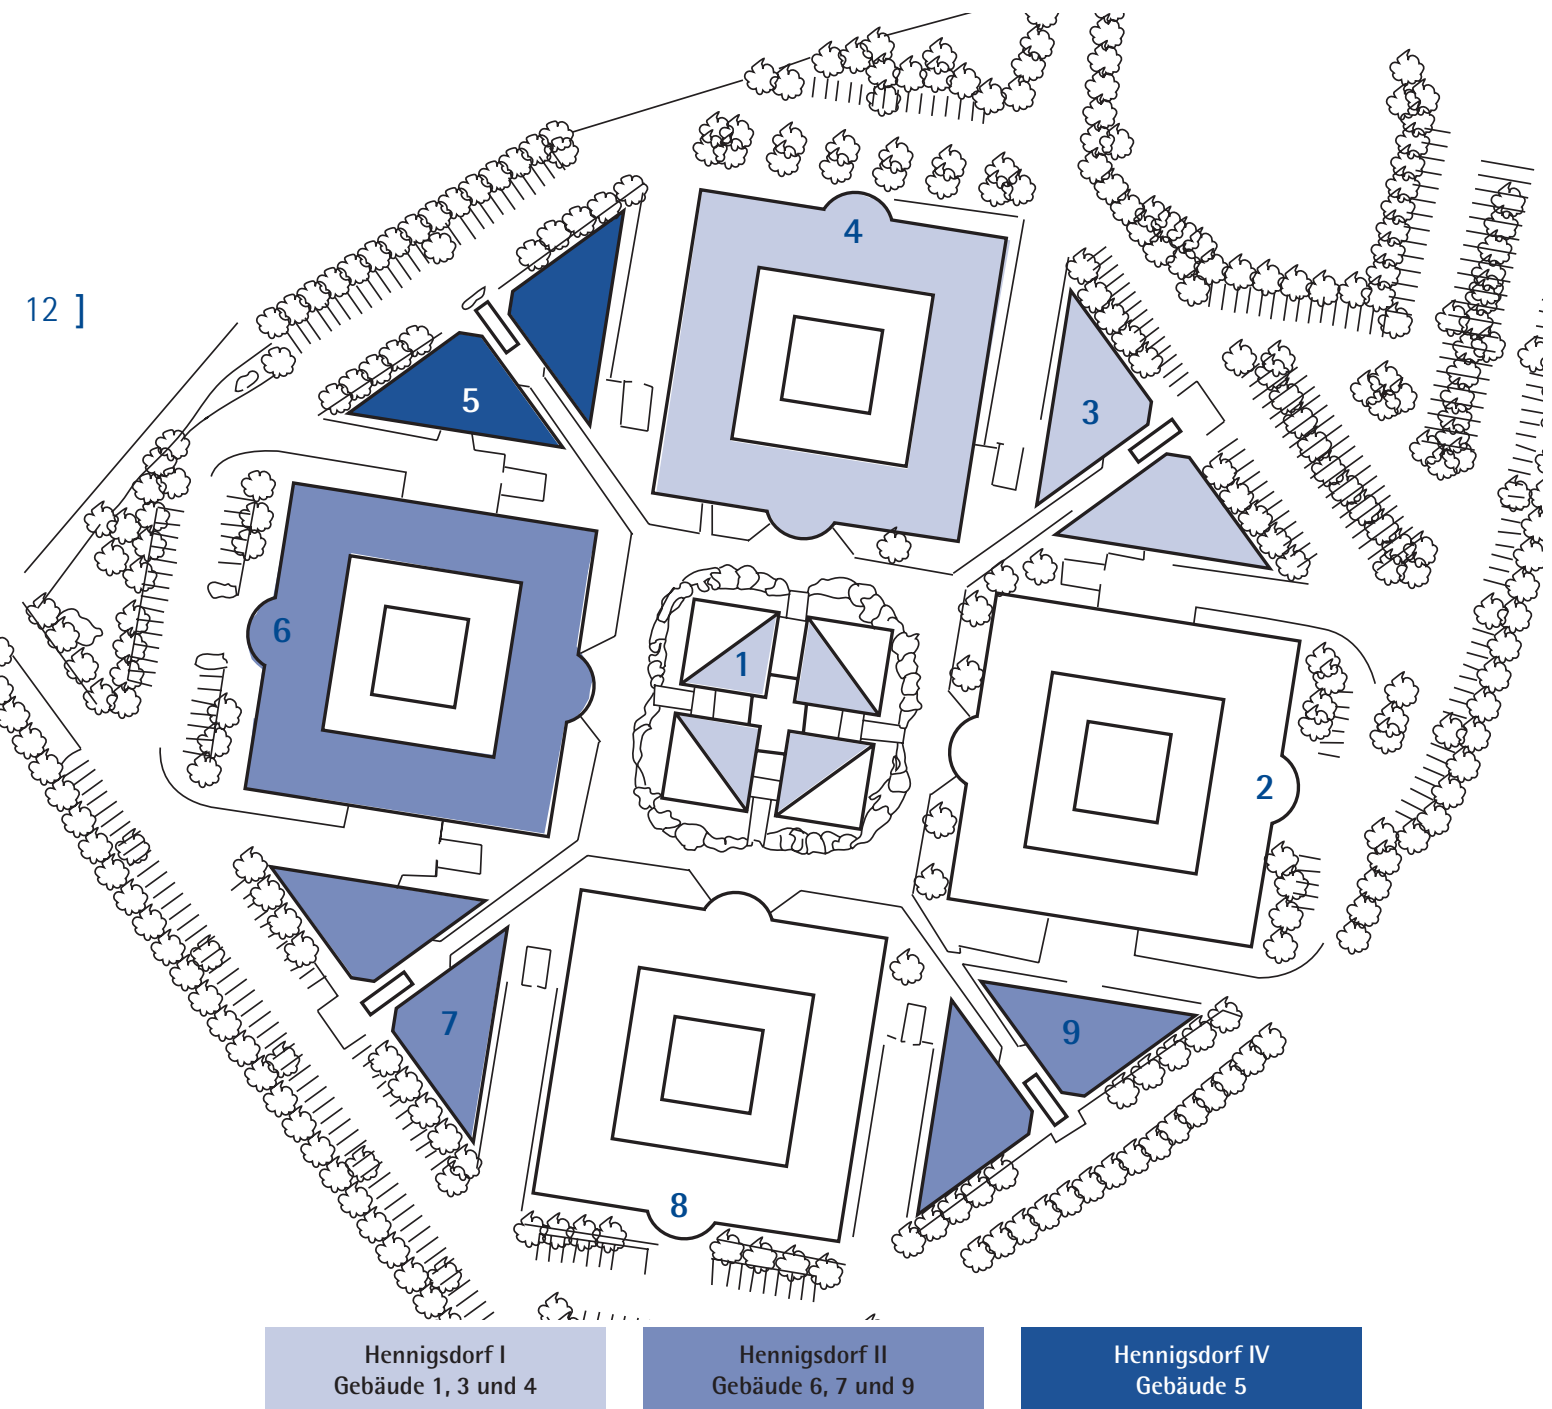 4
12 ]
5
3
6
1
2
7
9
8
Hennigsdorf I
Gebäude 1, 3 und 4
Hennigsdorf II
Gebäude 6, 7 und 9
Hennigsdorf IV
Gebäude 5